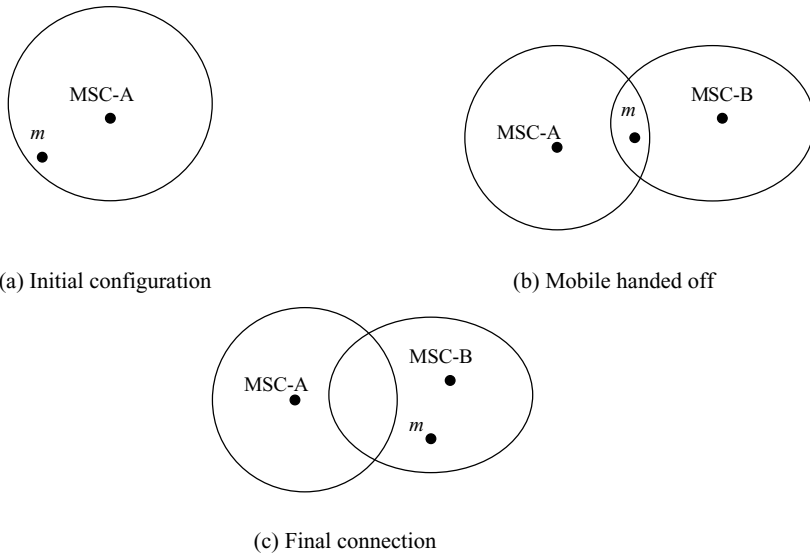 MSC-A
m
(a) Initial configuration
MSC-A
m
MSC-B
(b) Mobile handed off
MSC-A
MSC-B
m
(c) Final connection